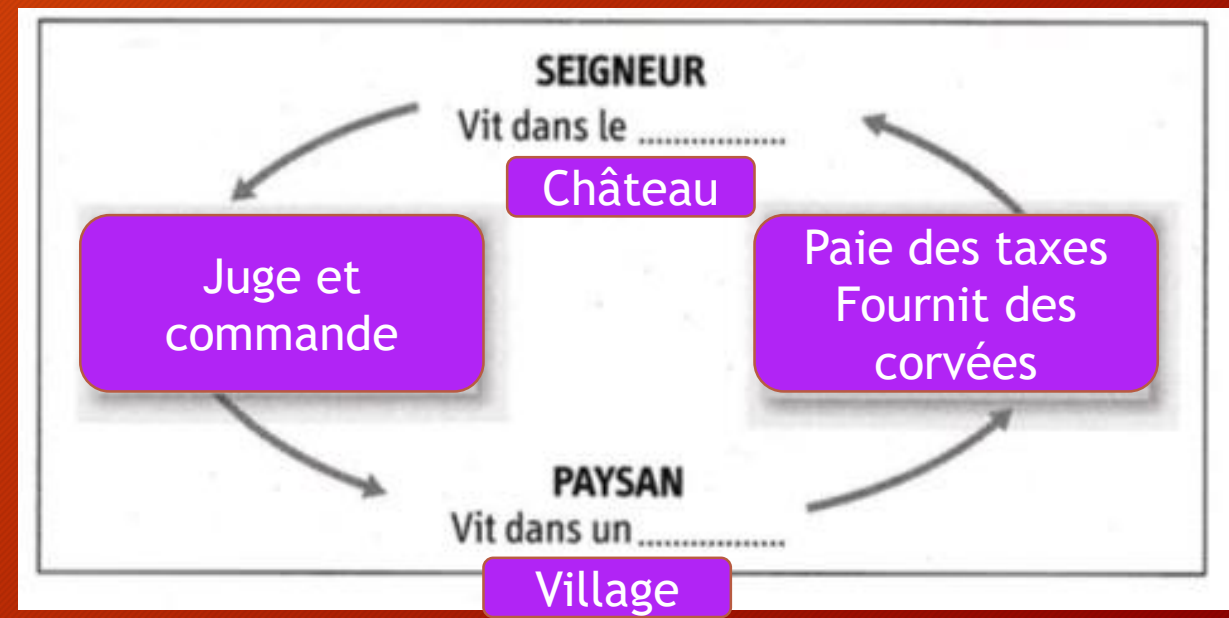 SEIGNEUR
Vit dans le ................
Château
Juge et
commande
Paie des taxes
Fournit des
corvées
PAYSAN
Vit dans un ................
Village